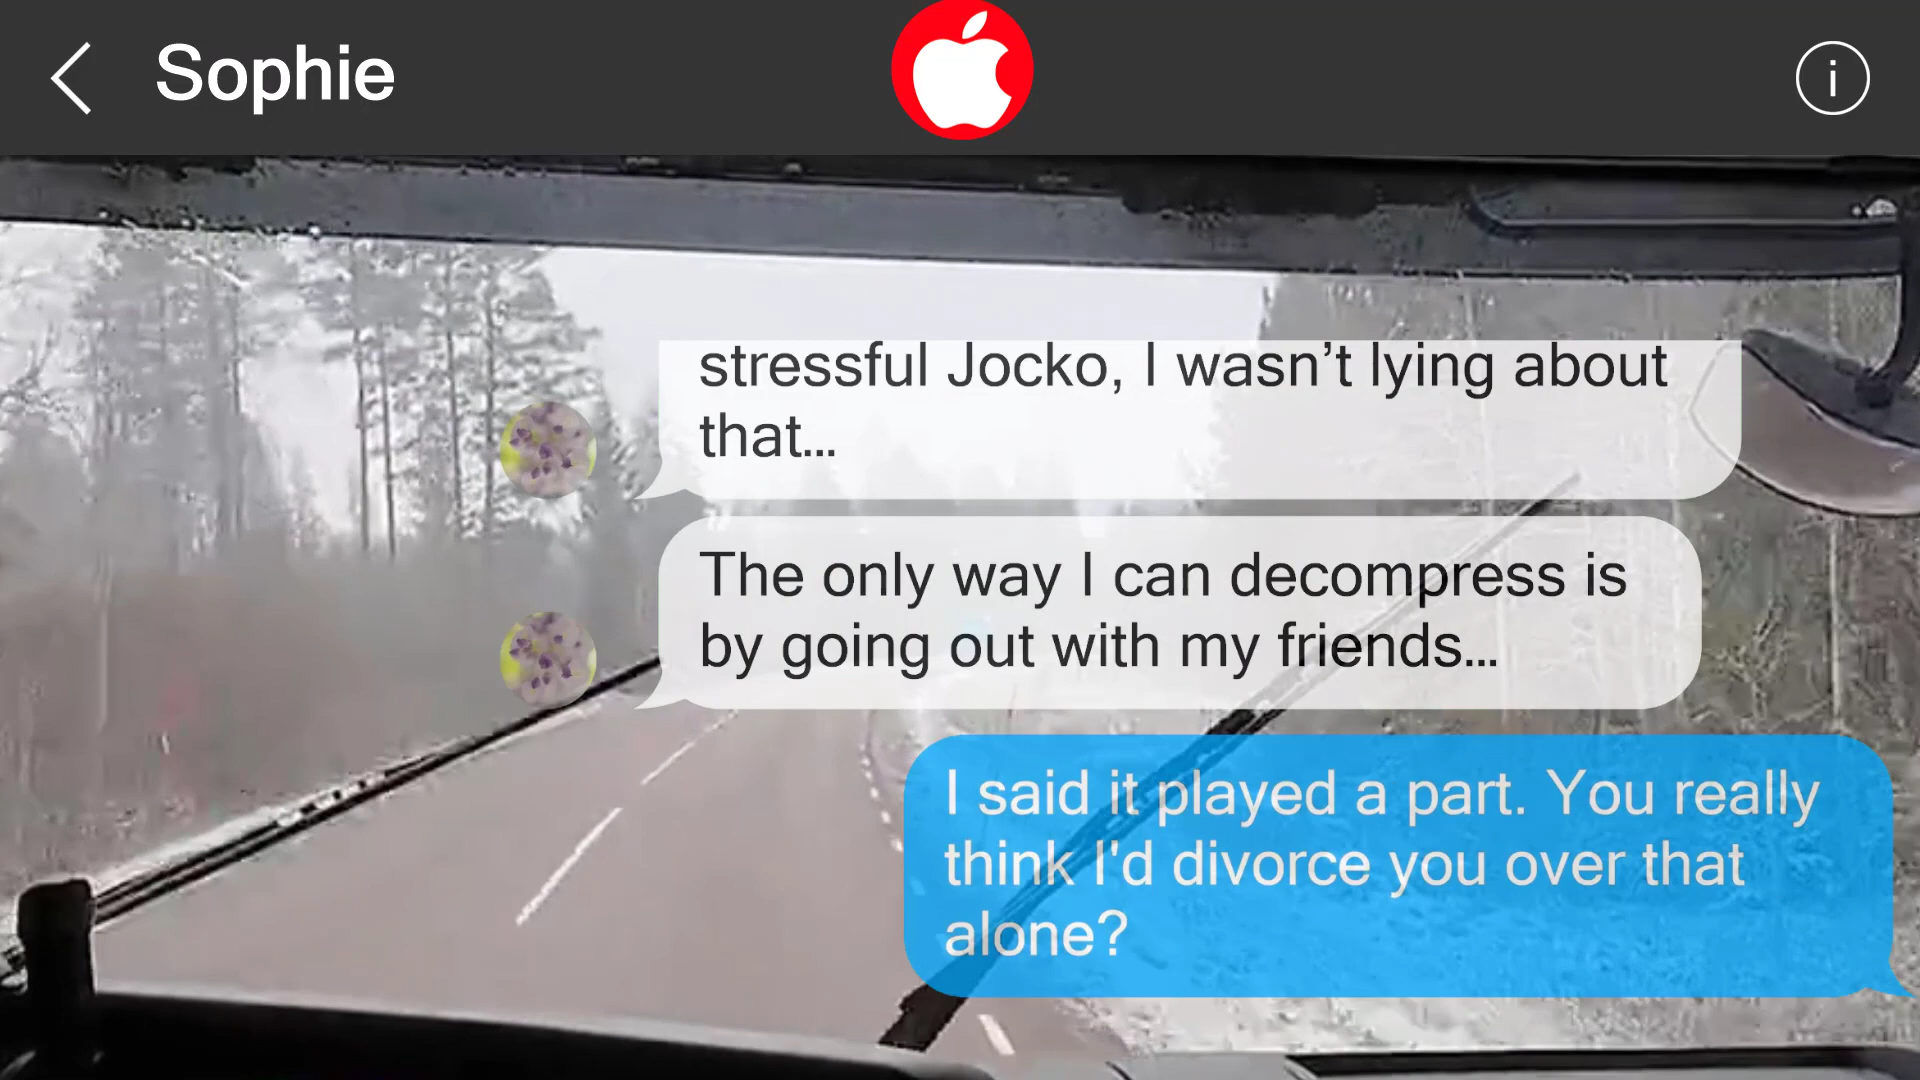 Sophie
i
stressful Jocko, I wasn’t lying about
that...
The only way I can decompress is
by going out with my friends...
I said it played a part. You really
think I'd divorce you over that
alone?